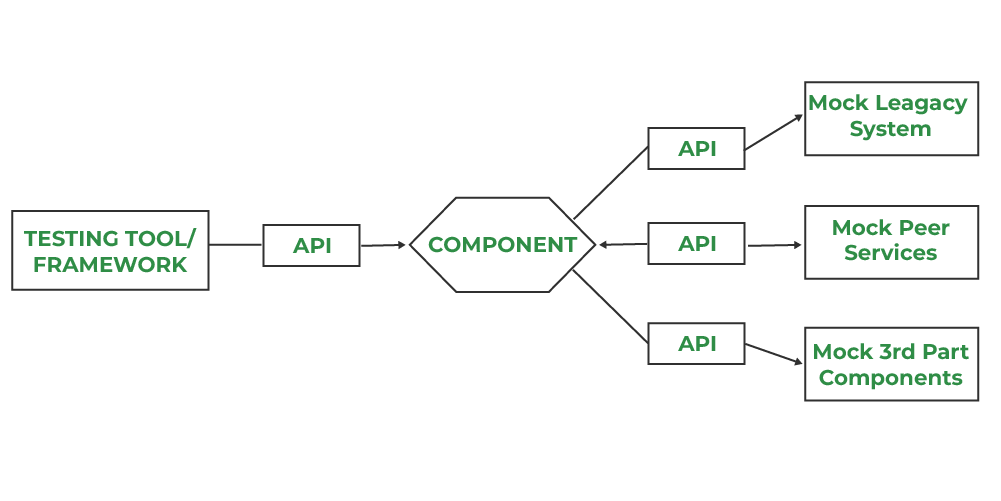 TESTING TOOL/
FRAMEWORK
API
COMPONENT
API
Mock Leagacy
System
API
Mock Peer
Services
API
Mock 3rd Part
Components